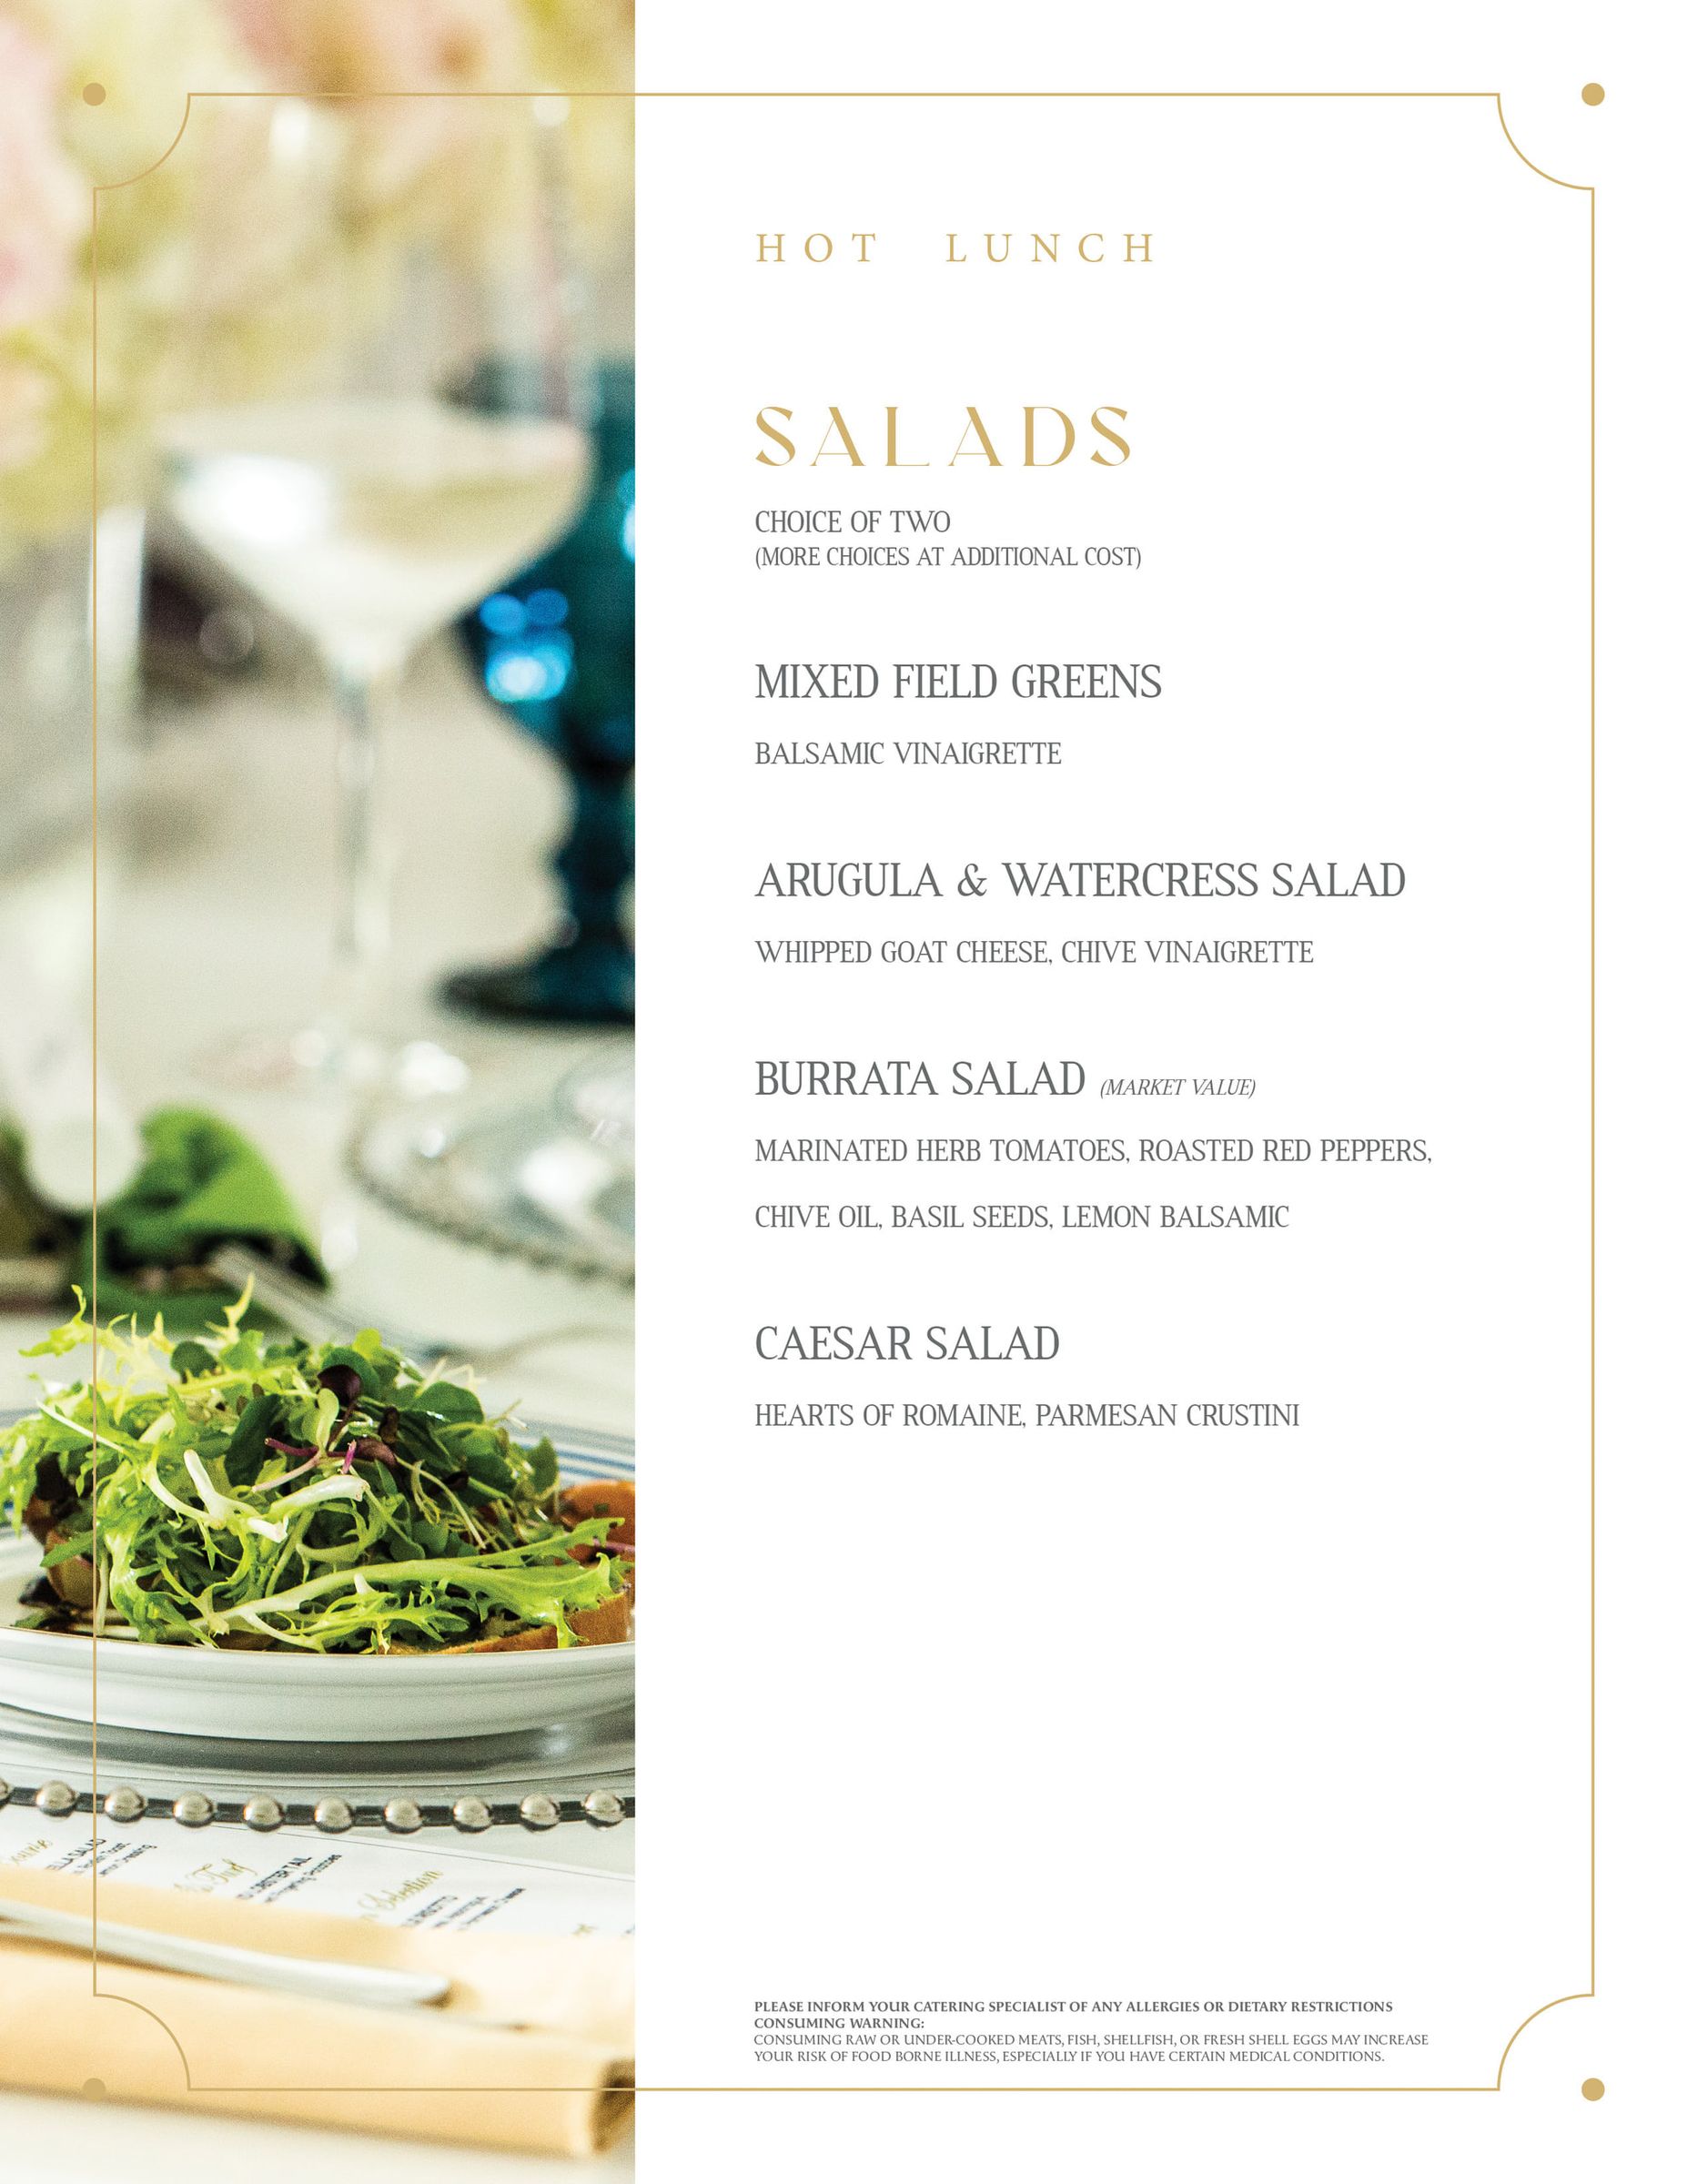 HOT LUNCH
SALADS
CHOICE OF TWO
(MORE CHOICES AT ADDITIONAL COST)
MIXED FIELD GREENS
BALSAMIC VINAIGRETTE
ARUGULA & WATERCRESS SALAD
WHIPPED GOAT CHEESE, CHIVE VINAIGRETTE
BURRATA SALAD (MARKET VALUE)
MARINATED HERB TOMATOES, ROASTED RED PEPPERS,
CHIVE OIL, BASIL SEEDS, LEMON BALSAMIC
CAESAR SALAD
HEARTS OF ROMAINE, PARMESAN CRUSTINI
PLEASE INFORM YOUR CATERING SPECIALIST OF ANY ALLERGIES OR DIETARY RESTRICTIONS
CONSUMING WARNING:
CONSUMING RAW OR UNDER-COOKED MEATS, FISH, SHELLFISH, OR FRESH SHELL EGGS MAY INCREASE
YOUR RISK OF FOOD BORNE ILLNESS, ESPECIALLY IF YOU HAVE CERTAIN MEDICAL CONDITIONS.
SALAD
LOBSTER TAIL
Selection